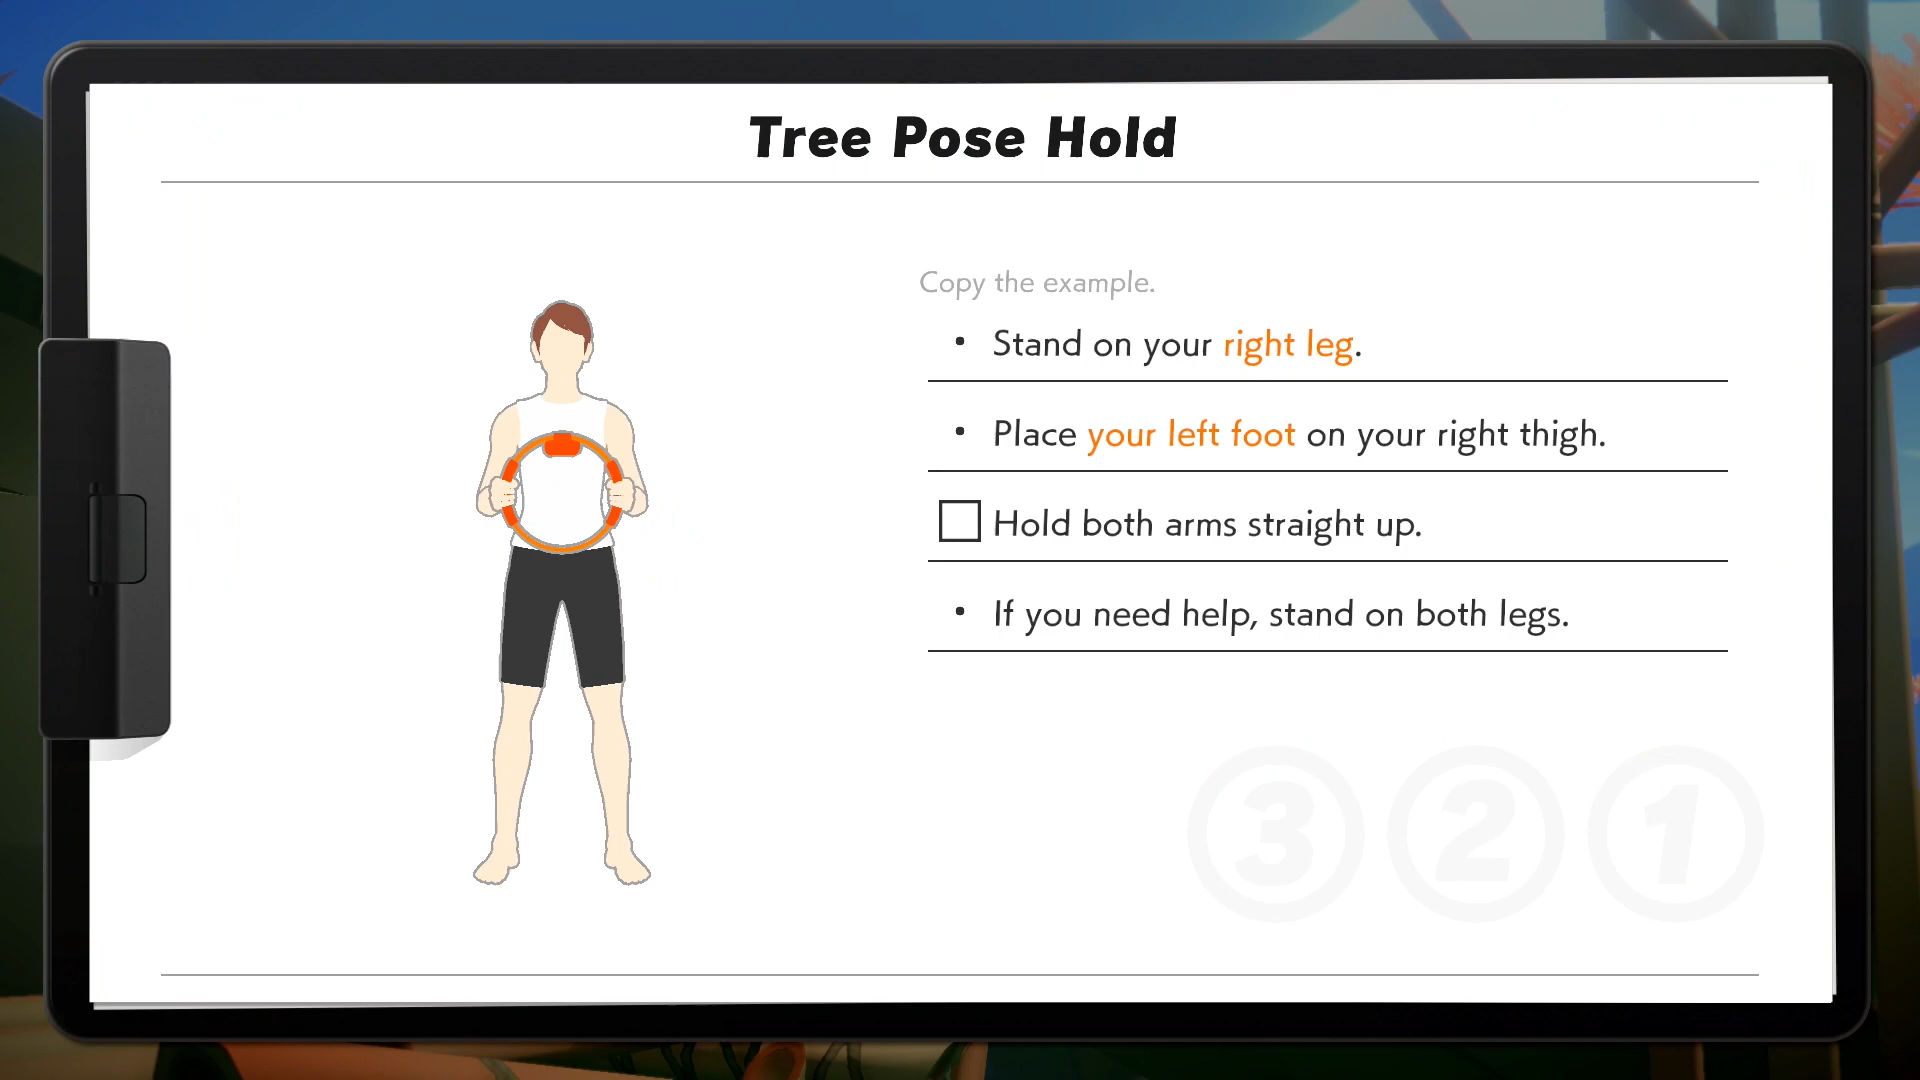 Tree Pose Hold
Copy the example.
• Stand on your right leg.
• Place your left foot on your right thigh.
Hold both arms straight up.
• If you need help, stand on both legs.
3 2 1